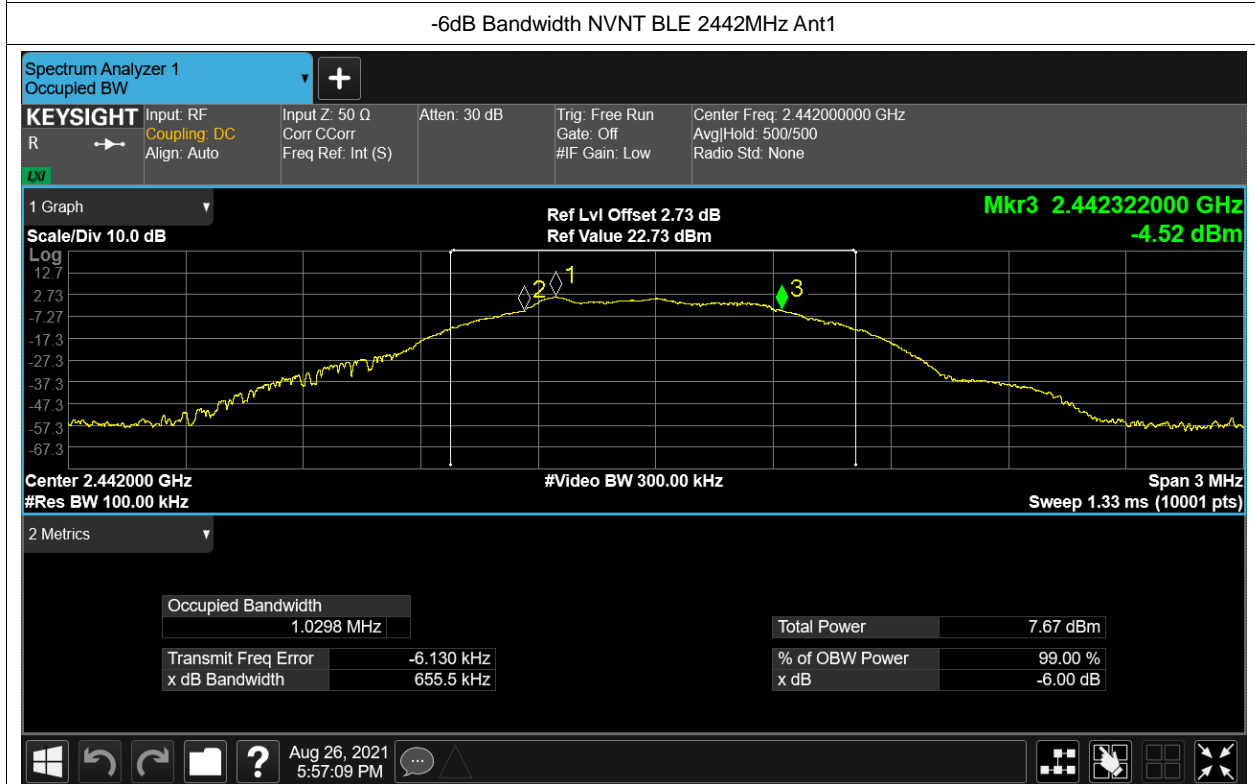 -6dB Bandwidth NVNT BLE 2442MHz Ant1
Spectrum Analyzer 1
Occupied BW
KEYSIGHT
R
LXI
Input: RF
Coupling: DC
Align: Auto
Input Z: 50 Ω
Corr CCorr
Freq Ref: Int (S)
Atten: 30 dB
Trig: Free Run
Gate: Off
#IF Gain: Low
Center Freq: 2.442000000 GHz
Avg|Hold: 500/500
Radio Std: None
1 Graph
Scale/Div 10.0 dB
Ref Lvl Offset 2.73 dB
Ref Value 22.73 dBm
Mkr3 2.442322000 GHz
-4.52 dBm
Log
12.7
2.73
-7.27
-17.3
-27.3
-37.3
-47.3
-57.3
-67.3
2
1
3
Center 2.442000 GHz
#Res BW 100.00 kHz
#Video BW 300.00 kHz
Span 3 MHz
Sweep 1.33 ms (10001 pts)
2 Metrics
Occupied Bandwidth
1.0298 MHz
Transmit Freq Error -6.130 kHz
x dB Bandwidth 655.5 kHz
Total Power 7.67 dBm
% of OBW Power 99.00 %
x dB -6.00 dB
?
Aug 26, 2021
5:57:09 PM